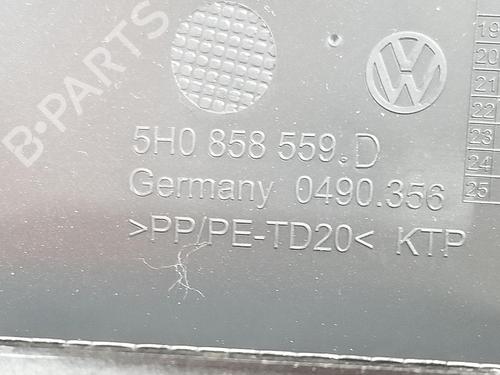 B-PARTS
19
20
21
22
23
24
25
5H0 858 559.D
Germany 0490.356
>PP/PE-TD20< KTP